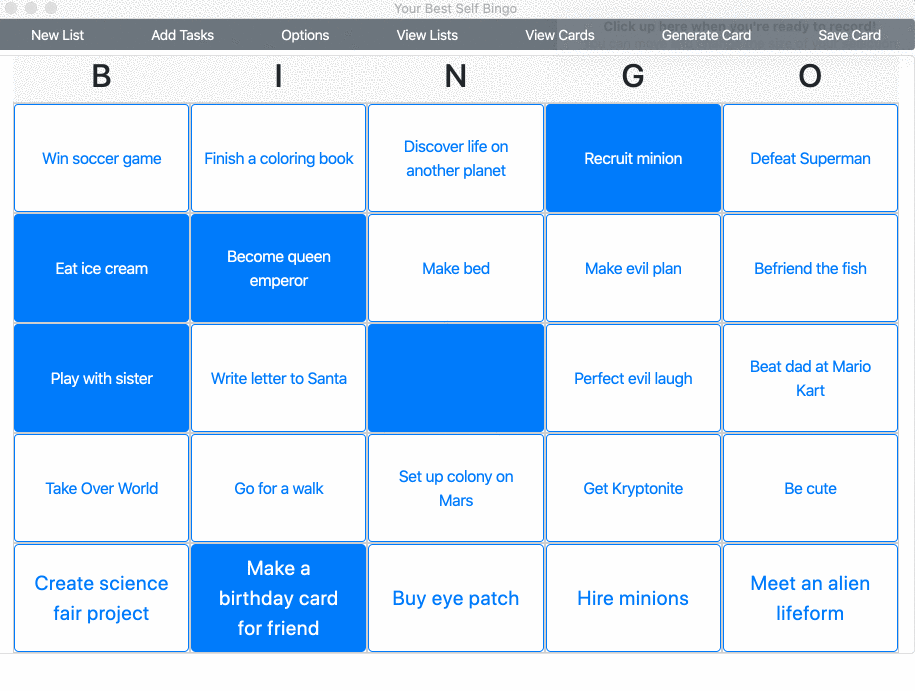 Your Best Self Bingo
Click up here when you're ready to record!
New List Add Tasks Options View Lists View Cards Generate Card Save Card
B I N G O
Win soccer game
Finish a coloring book
Discover life on
another planet
Recruit minion
Defeat Superman
Eat ice cream
Become queen
emperor
Make bed
Make evil plan
Befriend the fish
Play with sister
Write letter to Santa
Perfect evil laugh
Beat dad at Mario
Kart
Take Over World
Go for a walk
Set up colony on
Mars
Get Kryptonite
Be cute
Create science
fair project
Make a
birthday card
for friend
Buy eye patch
Hire minions
Meet an alien
lifeform